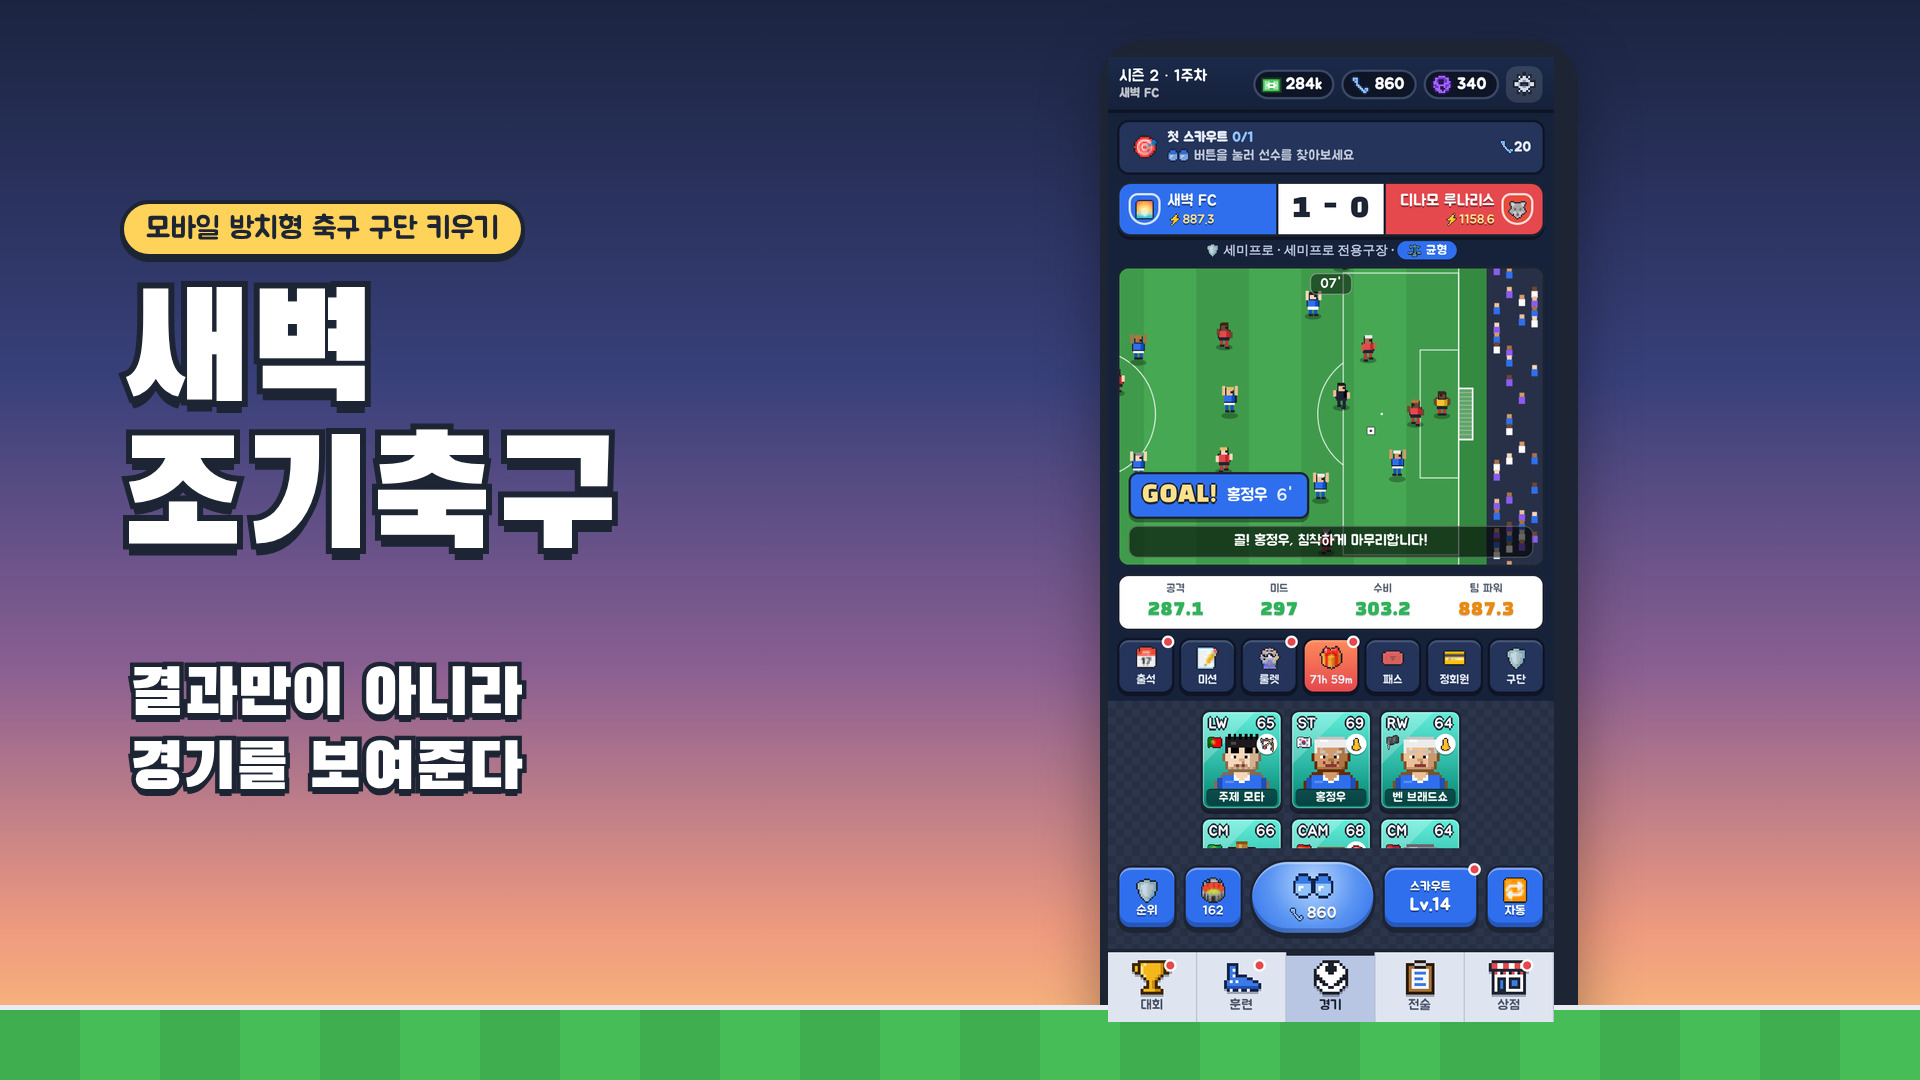 모바일 방치형 축구 구단 키우기
새벽
조기축구
결과만이 아니라
경기를 보여준다
시즌 2 · 1주차
새벽 FC
284k
860
340
첫 스카우트 0/1
버튼을 눌러 선수를 찾아보세요
20
새벽 FC
887.3
1 - 0
디나모 루나리스
1158.6
세미프로 · 세미프로 전용구장 · 균형
07'
GOAL! 홍정우 6'
골! 홍정우, 침착하게 마무리합니다!
공격 미드 수비 팀 파워
287.1 297 303.2 887.3
17
출석 미션 룰렛 71h 59m 패스 정회원 구단
LW 65 ST 69 RW 64
주제 모타 홍정우 벤 브래드쇼
CM 66 CAM 68 CM 64
순위
162
860
스카우트
Lv.14
자동
대회 훈련 경기 전술 상점